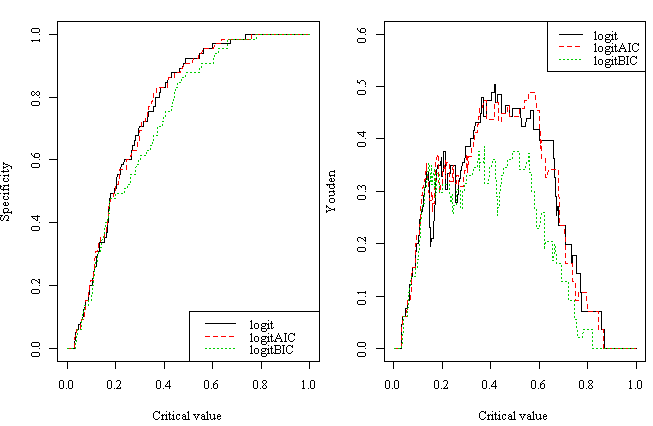 Specificity
1.0
0.8
0.6
0.4
0.2
0.0
logit
logitAIC
logitBIC
0.0 0.2 0.4 0.6 0.8 1.0
Critical value
Youden
0.6
0.5
0.4
0.3
0.2
0.1
0.0
logit
logitAIC
logitBIC
0.0 0.2 0.4 0.6 0.8 1.0
Critical value